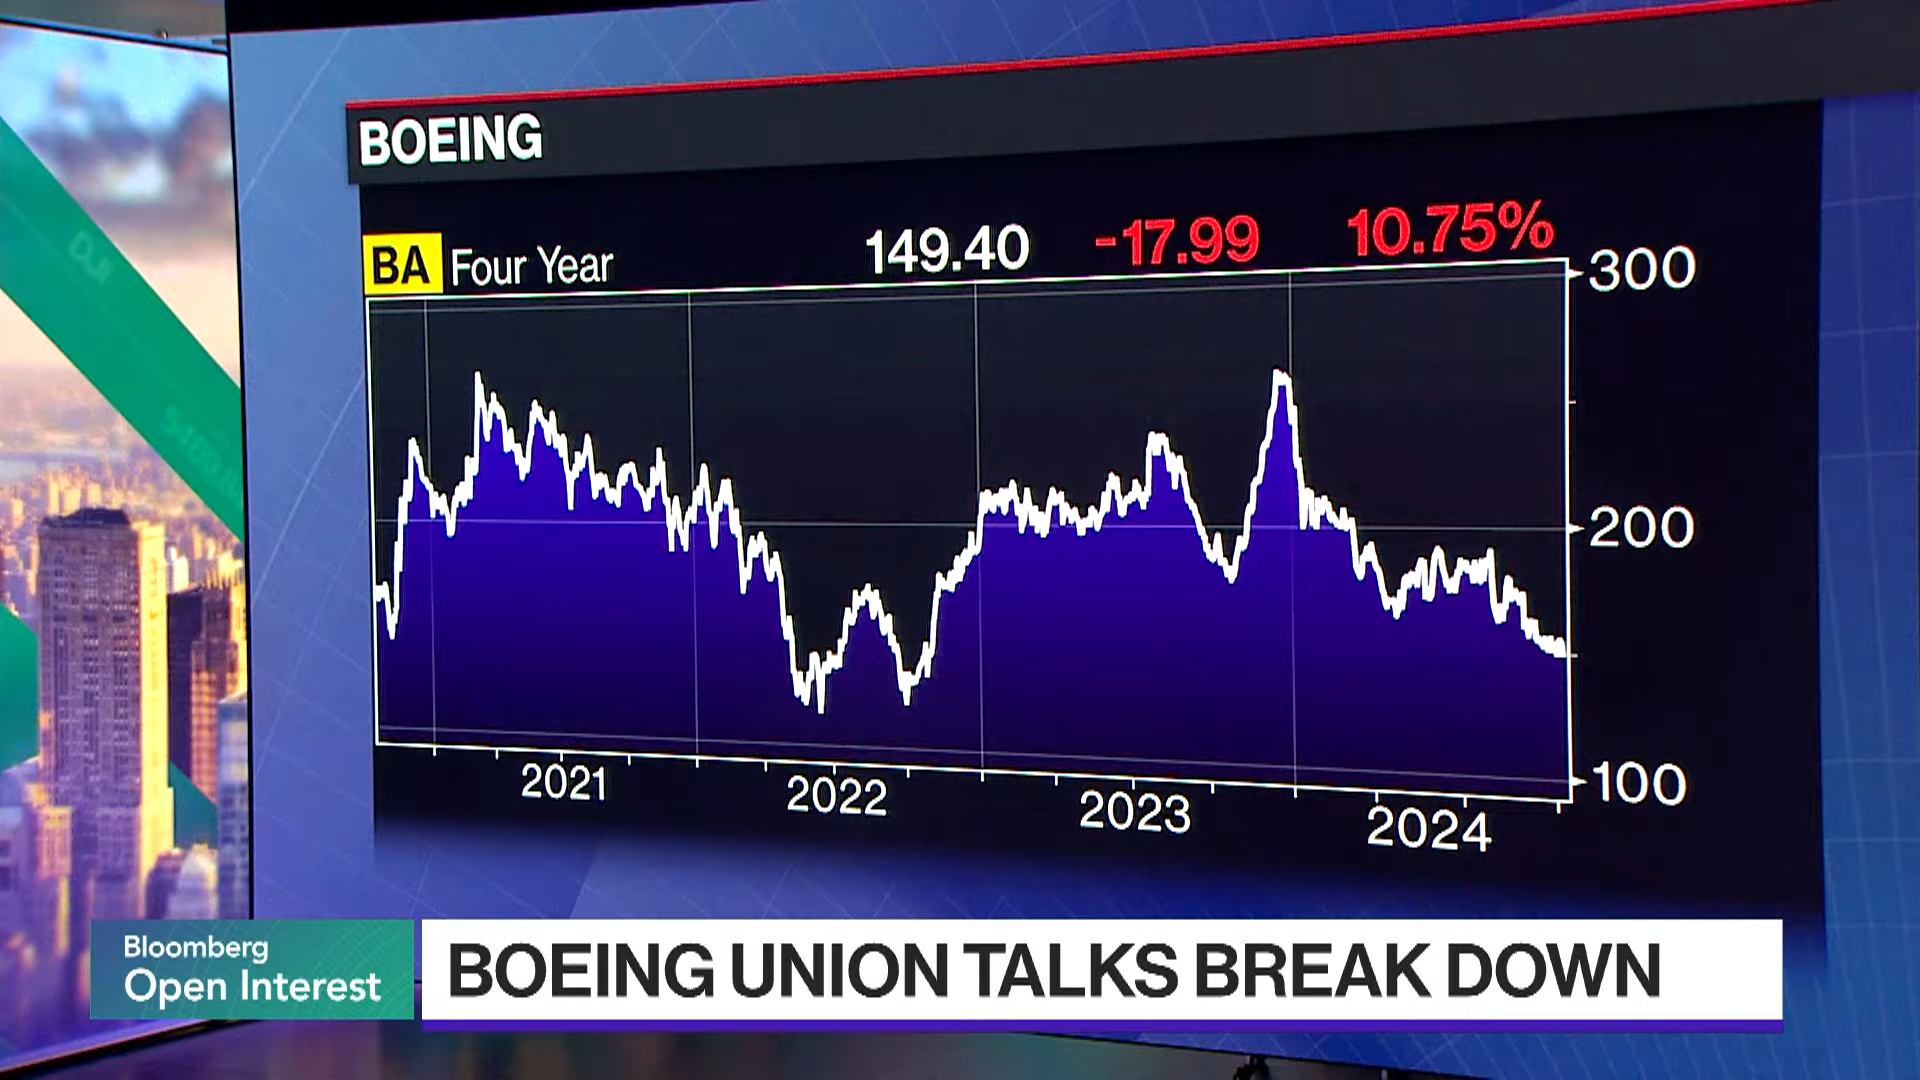 BOEING
BA Four Year 149.40 -17.99 10.75%
300
200
100
2021 2022 2023 2024
DJI
Bloomberg
Open Interest
BOEING UNION TALKS BREAK DOWN